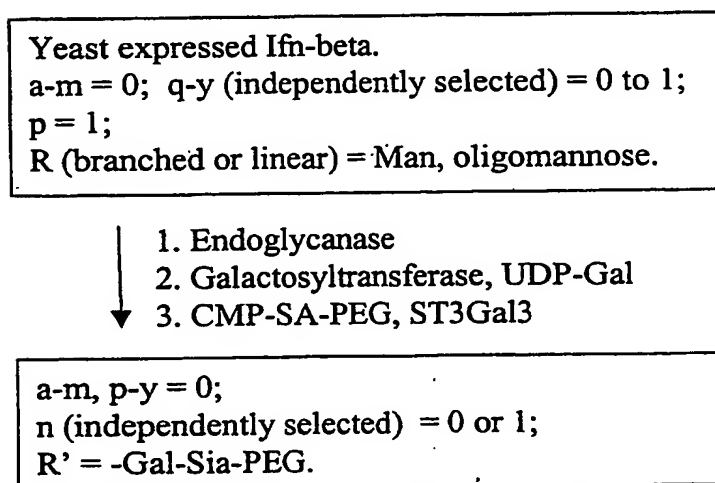 Yeast expressed Ifn-beta.
a-m = 0; q-y (independently selected) = 0 to 1;
p = 1;
R (branched or linear) = Man, oligomannose.
1. Endoglycanase
2. Galactosyltransferase, UDP-Gal
3. CMP-SA-PEG, ST3Gal3
a-m, p-y = 0;
n (independently selected) = 0 or 1;
R' = -Gal-Sia-PEG.